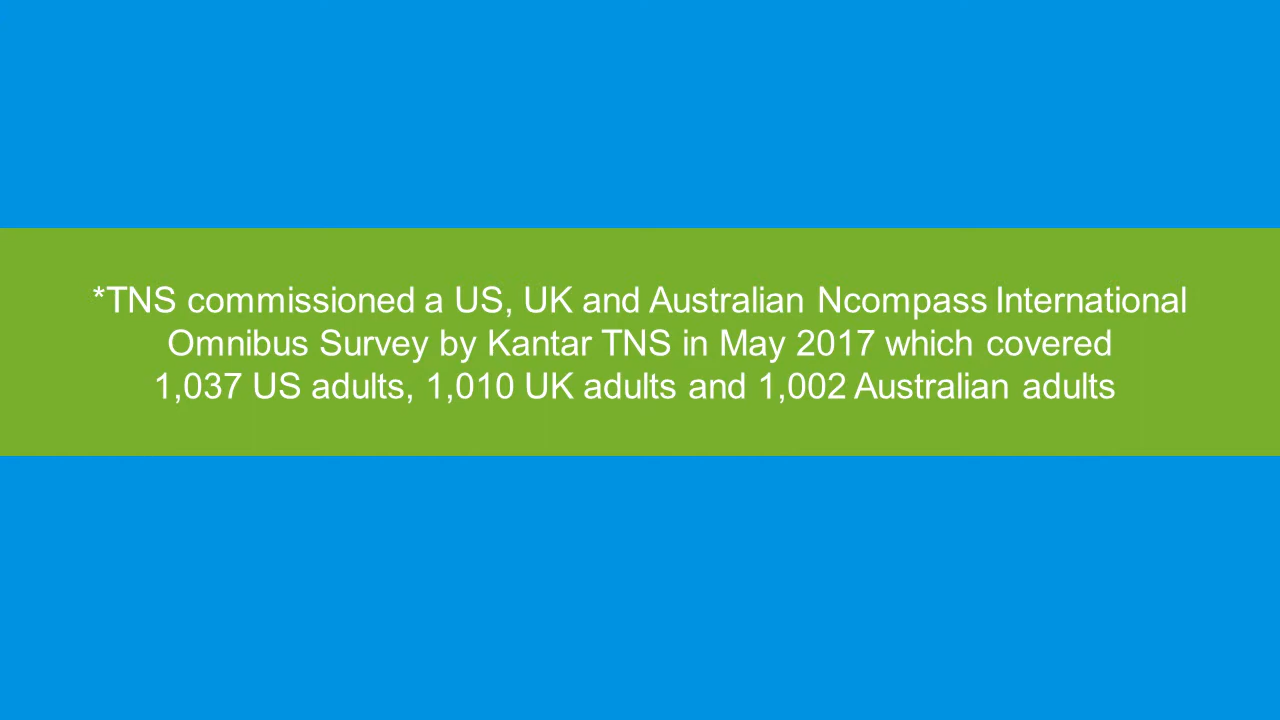 *TNS commissioned a US, UK and Australian Ncompass International
Omnibus Survey by Kantar TNS in May 2017 which covered
1,037 US adults, 1,010 UK adults and 1,002 Australian adults